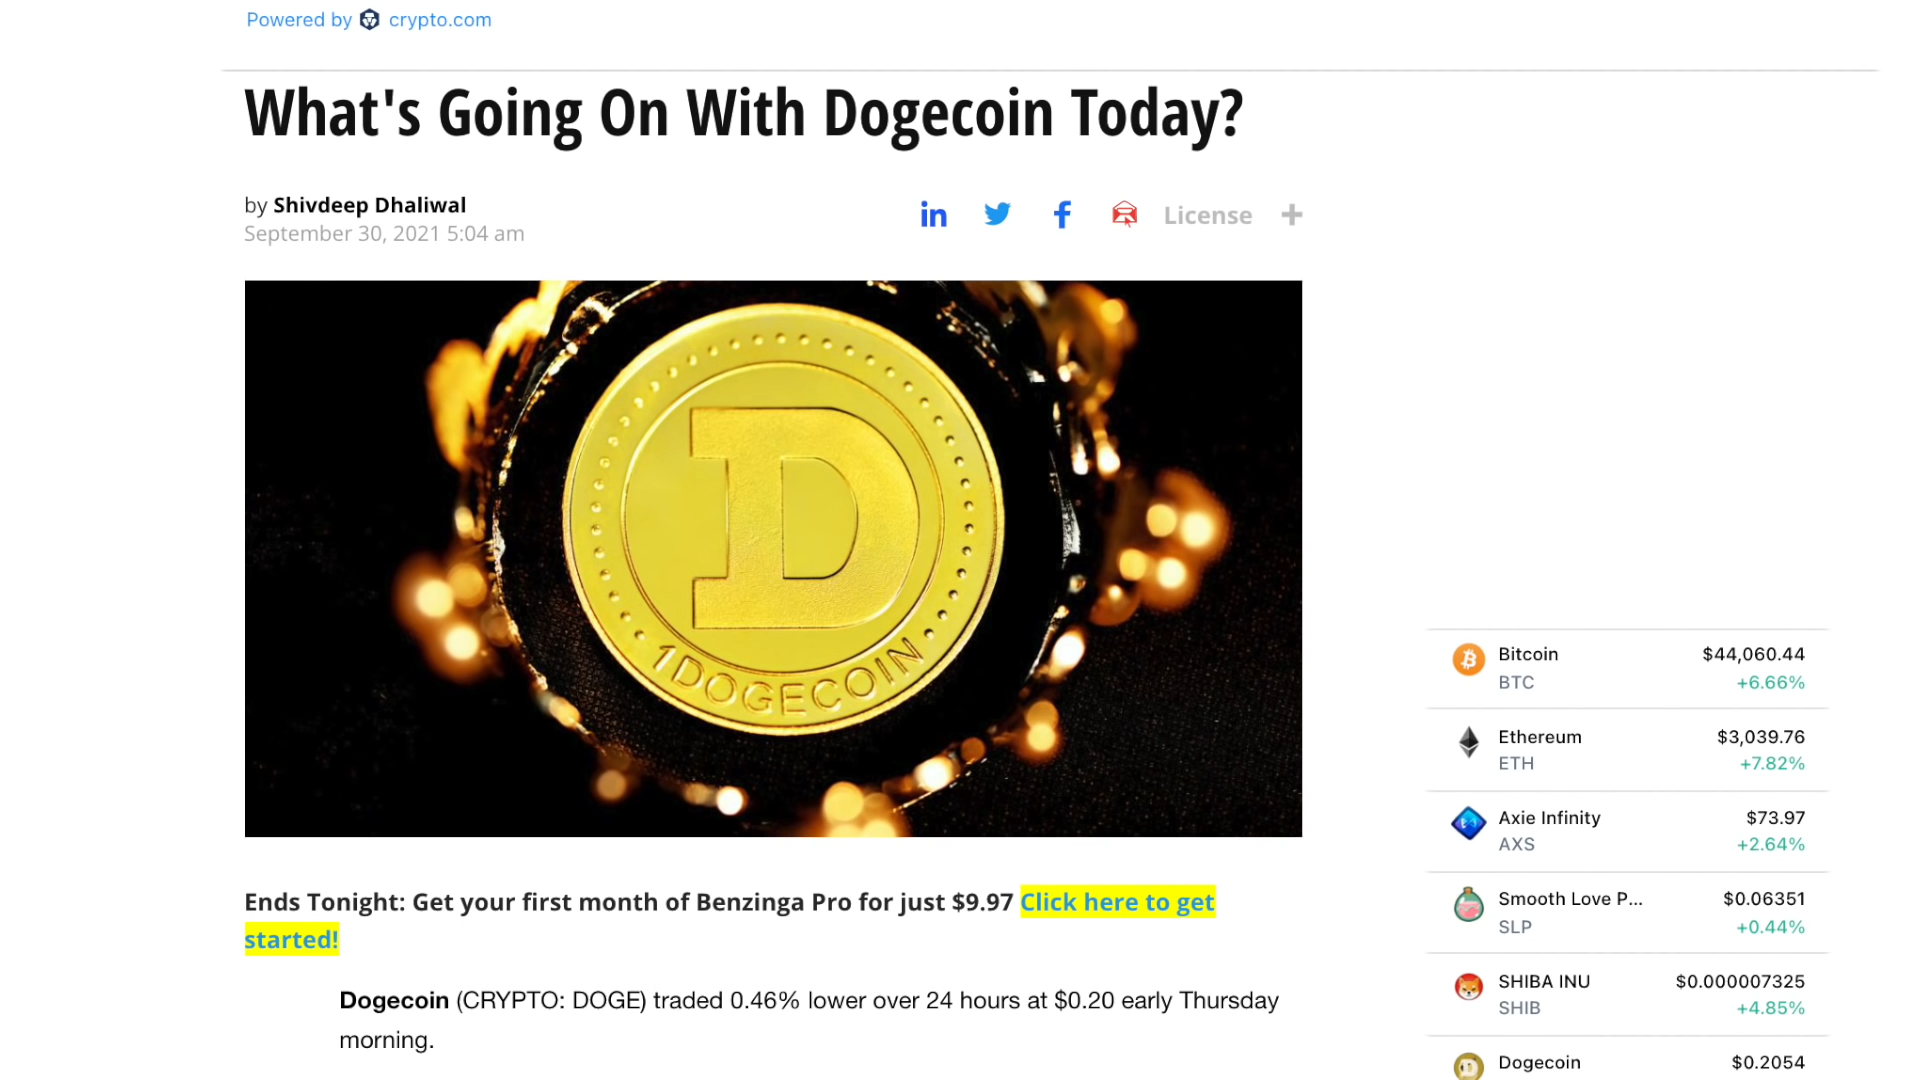 Powered by crypto.com
What's Going On With Dogecoin Today?
by Shivdeep Dhaliwal
September 30, 2021 5:04 am
in
License +
1 DOGECOIN
Ends Tonight: Get your first month of Benzinga Pro for just $9.97 Click here to get
started!
Dogecoin (CRYPTO: DOGE) traded 0.46% lower over 24 hours at $0.20 early Thursday
morning.
Bitcoin $44,060.44
BTC +6.66%
Ethereum $3,039.76
ETH +7.82%
Axie Infinity $73.97
AXS +2.64%
Smooth Love P... $0.06351
SLP +0.44%
SHIBA INU $0.000007325
SHIB +4.85%
Dogecoin $0.2054